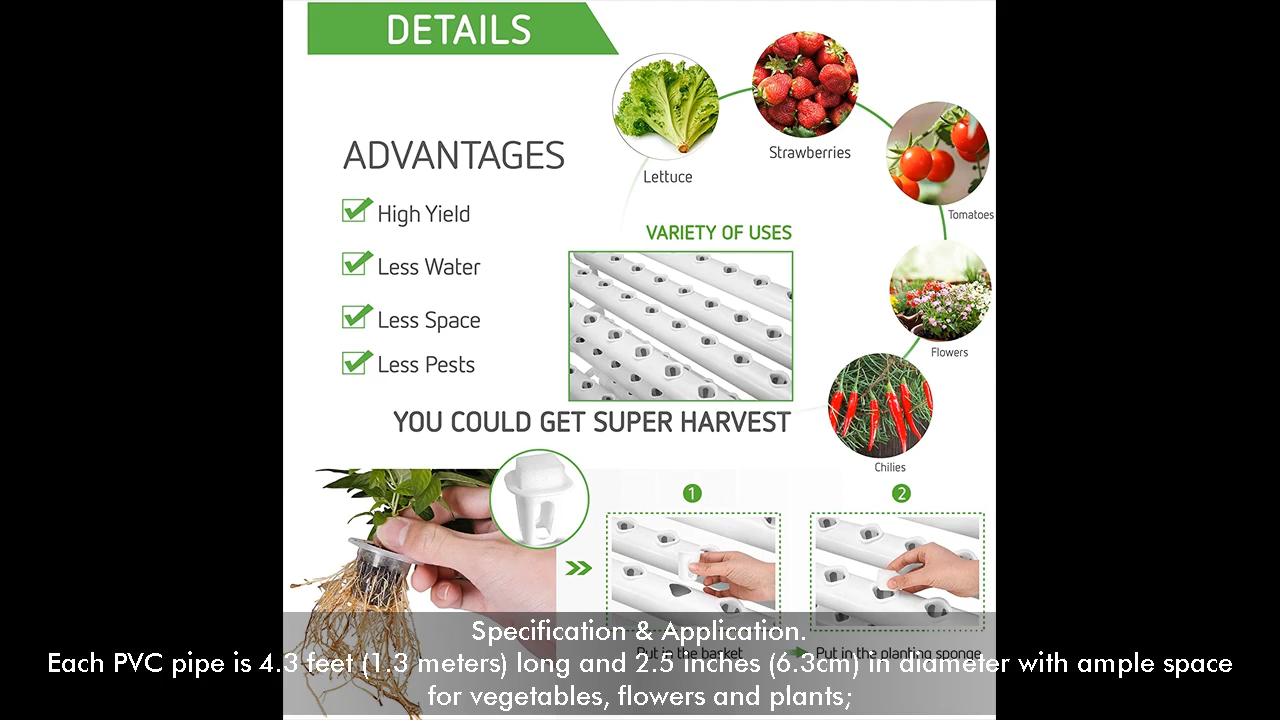 DETAILS
ADVANTAGES
High Yield
Less Water
Less Space
Less Pests
Lettuce
Strawberries
Tomatoes
Flowers
Chilies
VARIETY OF USES
YOU COULD GET SUPER HARVEST
1
2
Put in the basket
Put in the planting sponge
Specification & Application.
Each PVC pipe is 4.3 feet (1.3 meters) long and 2.5 inches (6.3cm) in diameter with ample space
for vegetables, flowers and plants;